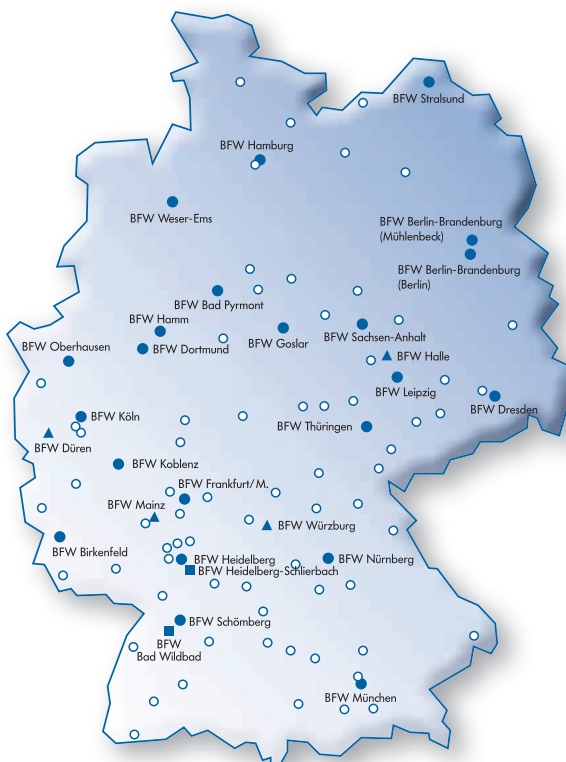 BFW Stralsund
BFW Hamburg
BFW Weser-Ems
BFW Berlin-Brandenburg
(Mühlenbeck)
BFW Berlin-Brandenburg
(Berlin)
BFW Bad Pyrmont
BFW Hamm
BFW Dortmund
BFW Goslar
BFW Sachsen-Anhalt
BFW Oberhausen
BFW Halle
BFW Leipzig
BFW Dresden
BFW Köln
BFW Thüringen
BFW Düren
BFW Koblenz
BFW Frankfurt/M.
BFW Mainz
BFW Würzburg
BFW Birkenfeld
BFW Heidelberg
BFW Nürnberg
BFW Heidelberg-Schlierbach
BFW Schömberg
BFW
Bad Wildbad
BFW München